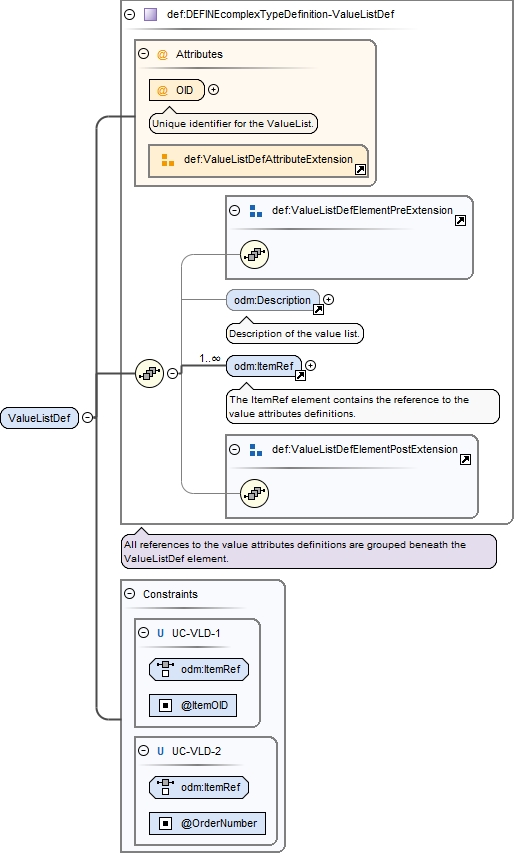 def:DEFINEcomplexTypeDefinition-ValueListDef
@ Attributes
@ OID
Unique identifier for the ValueList.
def:ValueListDefAttributeExtension
def:ValueListDefElementPreExtension
odm:Description
Description of the value list.
1..∞
odm:ItemRef
The ItemRef element contains the reference to the
value attributes definitions.
ValueListDef
def:ValueListDefElementPostExtension
All references to the value attributes definitions are grouped beneath the
ValueListDef element.
Constraints
U UC-VLD-1
odm:ItemRef
@ItemOID
U UC-VLD-2
odm:ItemRef
@OrderNumber